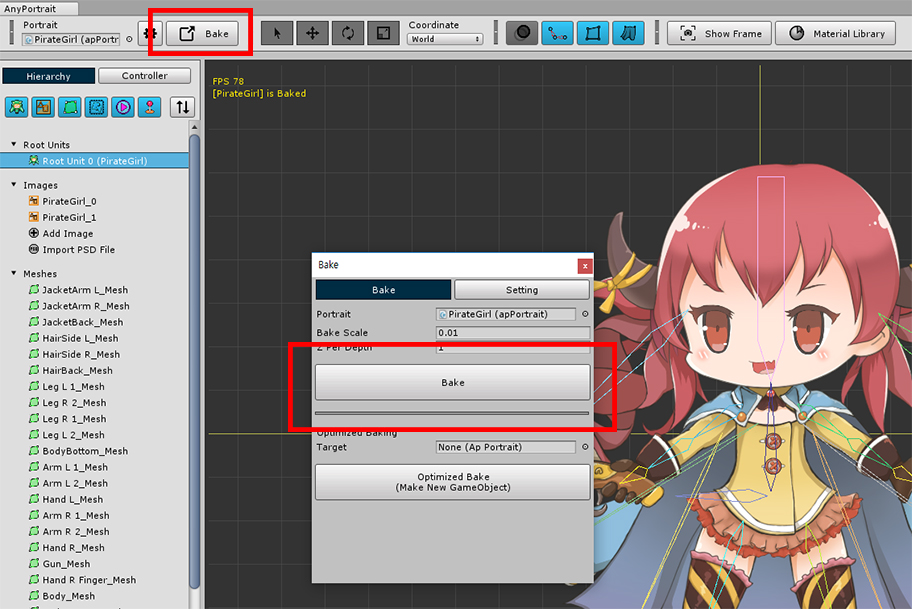 AnyPortrait
Portrait
PirateGirl (apPortr
Bake
Coordinate
World
Show Frame
Material Library
Hierarchy
Controller
FPS 78
[PirateGirl] is Baked
Root Units
Root Unit 0 (PirateGirl)
Images
PirateGirl_0
PirateGirl_1
Add Image
Import PSD File
Meshes
JacketArm L_Mesh
JacketArm R_Mesh
JacketBack_Mesh
HairSide L_Mesh
HairSide R_Mesh
HairBack_Mesh
Leg L 1_Mesh
Leg R 2_Mesh
Leg R 1_Mesh
Leg L 2_Mesh
BodyBottom_Mesh
Arm L 1_Mesh
Arm L 2_Mesh
Hand L_Mesh
Arm R 1_Mesh
Arm R 2_Mesh
Hand R_Mesh
Gun_Mesh
Hand R Finger_Mesh
Body_Mesh
Bake
x
Bake
Setting
Portrait
PirateGirl (apPortrait)
Bake Scale
0.01
Z Per Depth
1
Bake
Optimized Baking
Target
None (Ap Portrait)
Optimized Bake
(Make New GameObject)